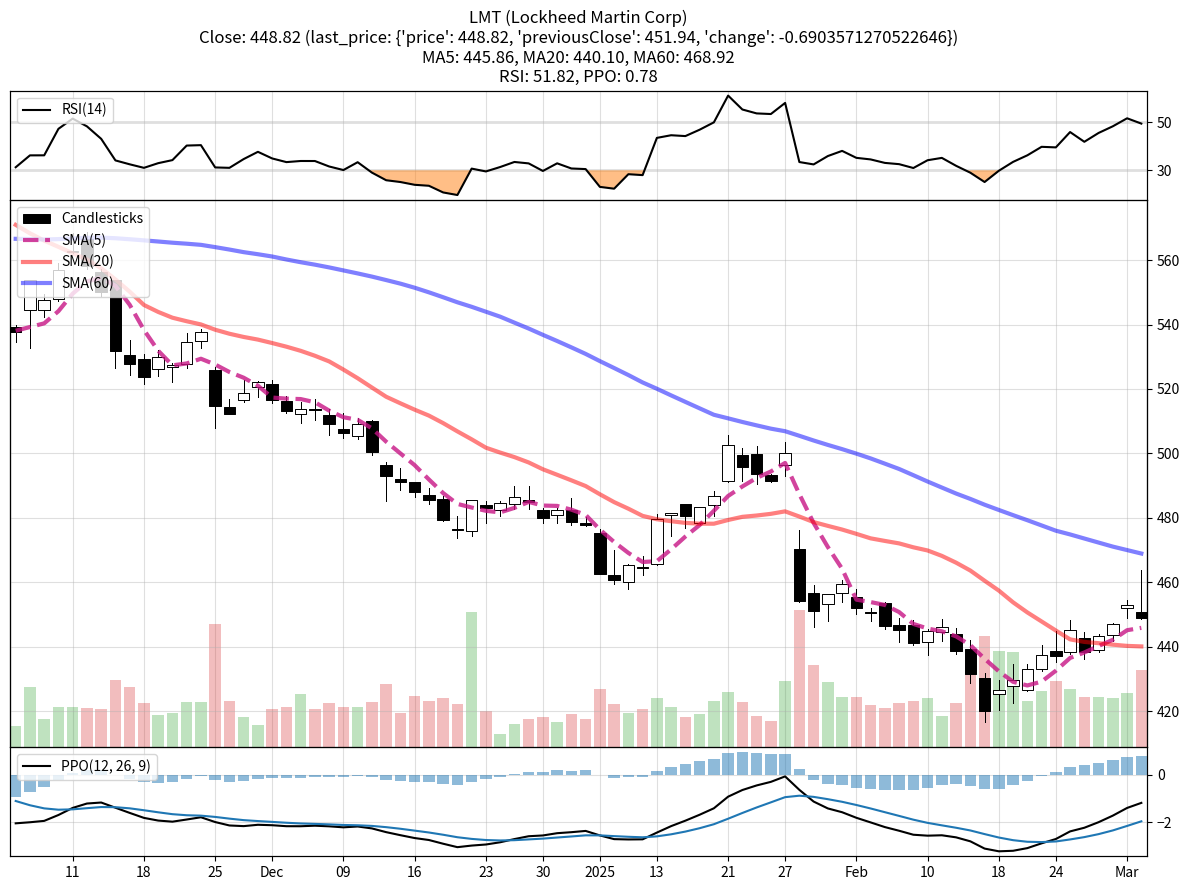 LMT (Lockheed Martin Corp)
Close: 448.82 (last_price: {'price': 448.82, 'previousClose': 451.94, 'change': -0.6903571270522646})
MA5: 445.86, MA20: 440.10, MA60: 468.92
RSI: 51.82, PPO: 0.78
RSI(14)
50
30
Candlesticks
SMA(5)
SMA(20)
SMA(60)
560
540
520
500
480
460
440
420
PPO(12, 26, 9)
0
−2
11 18 25 Dec 09 16 23 30 2025 13 21 27 Feb 10 18 24 Mar